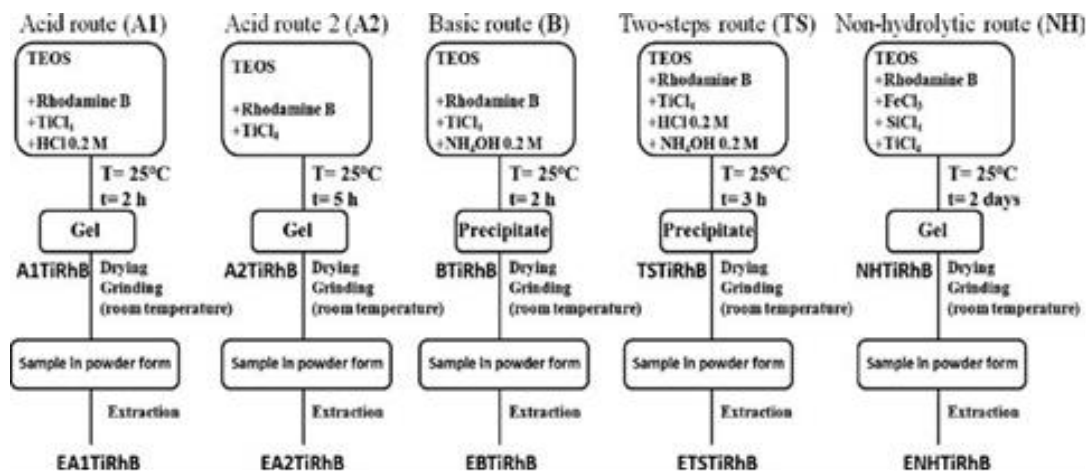 Acid route (A1)
TEOS
+Rhodamine B
+TiCl4
+HCl 0.2 M
T= 25ºC
t= 2 h
Gel
A1TiRhB
Drying
Grinding
(room temperature)
Sample in powder form
Extraction
EA1TiRhB
Acid route 2 (A2)
TEOS
+Rhodamine B
+TiCl4
T= 25ºC
t= 5 h
Gel
A2TiRhB
Drying
Grinding
(room temperature)
Sample in powder form
Extraction
EA2TiRhB
Basic route (B)
TEOS
+Rhodamine B
+TiCl4
+NH4OH 0.2 M
T= 25ºC
t= 2 h
Precipitate
BTiRhB
Drying
Grinding
(room temperature)
Sample in powder form
Extraction
EBTiRhB
Two-steps route (TS)
TEOS
+Rhodamine B
+TiCl4
+HCl 0.2 M
+ NH4OH 0.2 M
T= 25ºC
t= 3 h
Precipitate
TSTiRhB
Drying
Grinding
(room temperature)
Sample in powder form
Extraction
ETSTiRhB
Non-hydrolytic route (NH)
TEOS
+Rhodamine B
+FeCl3
+SiCl4
+TiCl4
T= 25ºC
t= 2 days
Gel
NHTiRhB
Drying
Grinding
(room temperature)
Sample in powder form
Extraction
ENHTiRhB